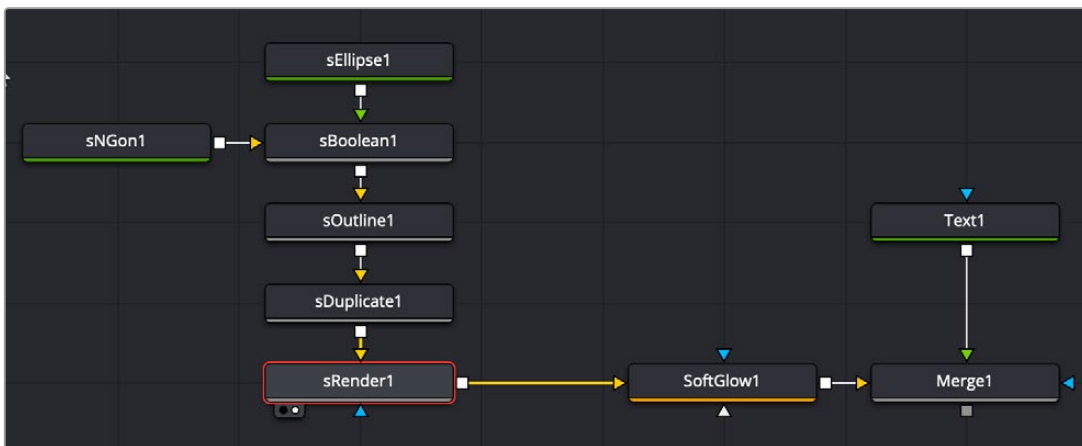 sEllipse1
sNGon1
sBoolean1
sOutline1
Text1
sDuplicate1
sRender1
SoftGlow1
Merge1